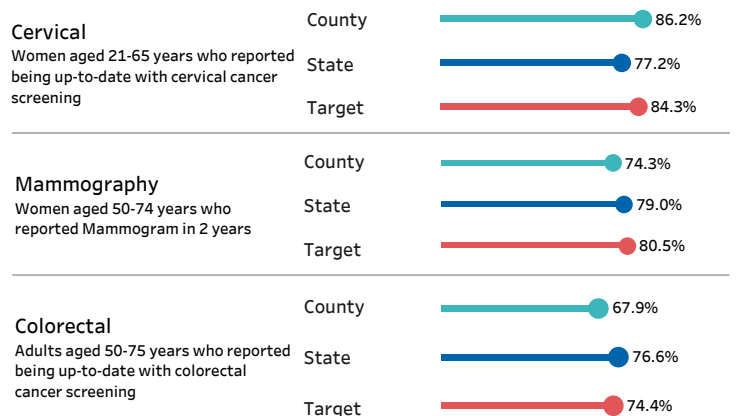 Cervical
Women aged 21-65 years who reported
being up-to-date with cervical cancer
screening
County 86.2%
State 77.2%
Target 84.3%
Mammography
Women aged 50-74 years who
reported Mammogram in 2 years
County 74.3%
State 79.0%
Target 80.5%
Colorectal
Adults aged 50-75 years who reported
being up-to-date with colorectal
cancer screening
County 67.9%
State 76.6%
Target 74.4%